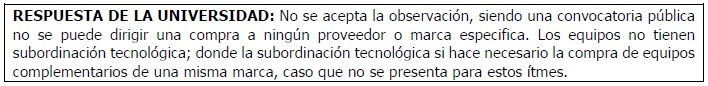 RESPUESTA DE LA UNIVERSIDAD: No se acepta la observación, siendo una convocatoria pública
no se puede dirigir una compra a ningún proveedor o marca especifica. Los equipos no tienen
subordinación tecnológica; donde la subordinación tecnológica si hace necesario la compra de equipos
complementarios de una misma marca, caso que no se presenta para estos ítmes.